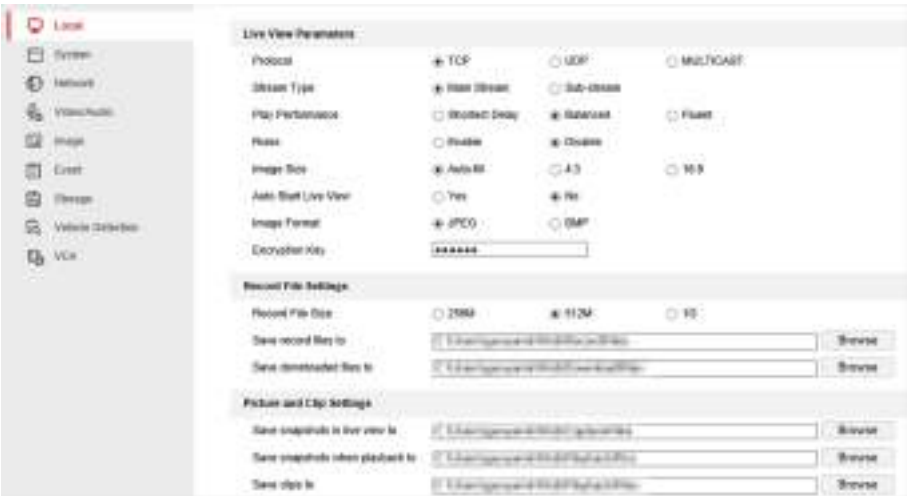 Local
System
Network
Video/Audio
Image
Event
Storage
Vehicle Detection
VCA
Live View Parameters
Protocol TCP UDP MULTICAST
Stream Type Main Stream Sub-stream
Play Performance Shortest Delay Balanced Fluent
Rules Enable Disable
Image Size Auto-fill 4:3 16:9
Auto Start Live View Yes No
Image Format JPEG BMP
Encryption Key ●●●●●●
Record File Settings
Record File Size 256M 512M 1G
Save record files to Browse
Save downloaded files to Browse
Picture and Clip Settings
Save snapshots in live view to Browse
Save snapshots when playback to Browse
Save clips to Browse